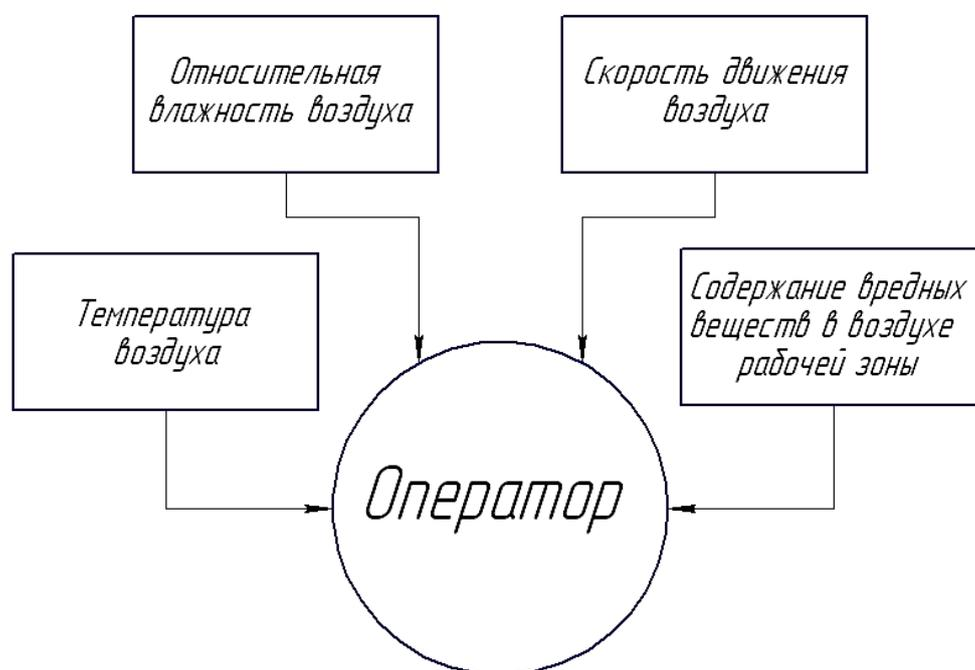 Относительная
влажность воздуха
Скорость движения
воздуха
Температура
воздуха
Содержание вредных
веществ в воздухе
рабочей зоны
Оператор